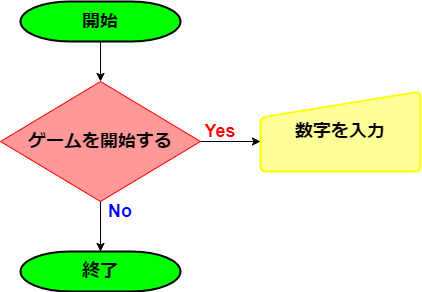 開始
ゲームを開始する
Yes
数字を入力
No
終了